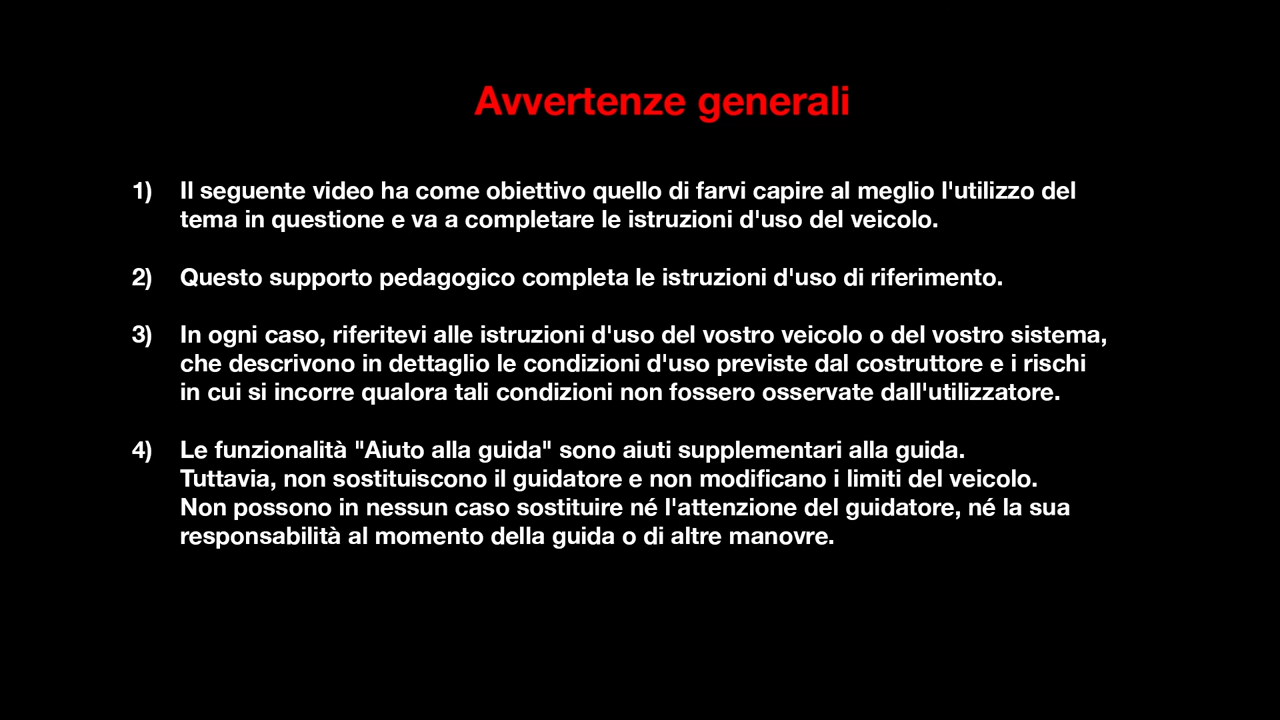 Avvertenze generali
1) Il seguente video ha come obiettivo quello di farvi capire al meglio l'utilizzo del
tema in questione e va a completare le istruzioni d'uso del veicolo.
2) Questo supporto pedagogico completa le istruzioni d'uso di riferimento.
3) In ogni caso, riferitevi alle istruzioni d'uso del vostro veicolo o del vostro sistema,
che descrivono in dettaglio le condizioni d'uso previste dal costruttore e i rischi
in cui si incorre qualora tali condizioni non fossero osservate dall'utilizzatore.
4) Le funzionalità "Aiuto alla guida" sono aiuti supplementari alla guida.
Tuttavia, non sostituiscono il guidatore e non modificano i limiti del veicolo.
Non possono in nessun caso sostituire né l'attenzione del guidatore, né la sua
responsabilità al momento della guida o di altre manovre.